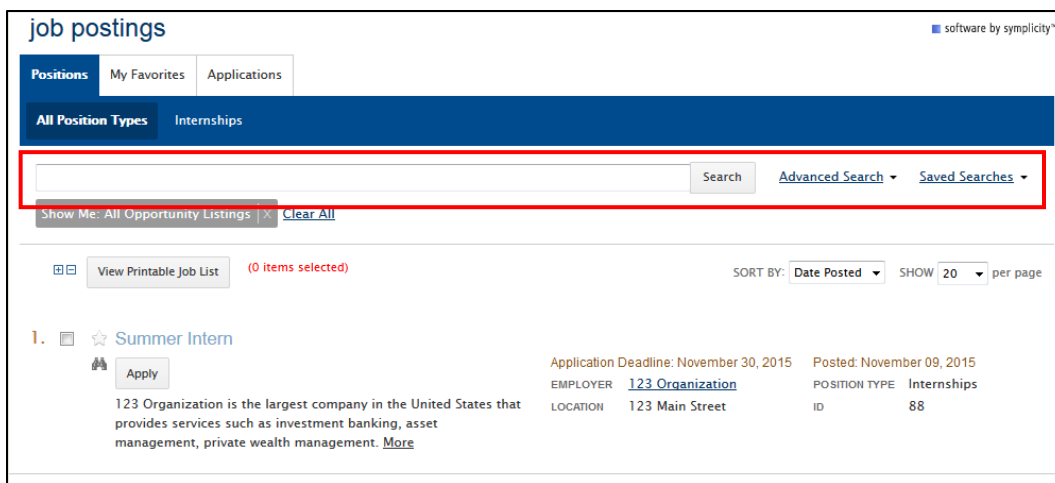 job postings
software by symplicity™
Positions My Favorites Applications
All Position Types Internships
Search Advanced Search Saved Searches
Show Me: All Opportunity Listings X Clear All
View Printable Job List (0 items selected) SORT BY: Date Posted SHOW 20 per page
1. Summer Intern
Apply
123 Organization is the largest company in the United States that
provides services such as investment banking, asset
management, private wealth management. More
Application Deadline: November 30, 2015 Posted: November 09, 2015
EMPLOYER 123 Organization POSITION TYPE Internships
LOCATION 123 Main Street ID 88